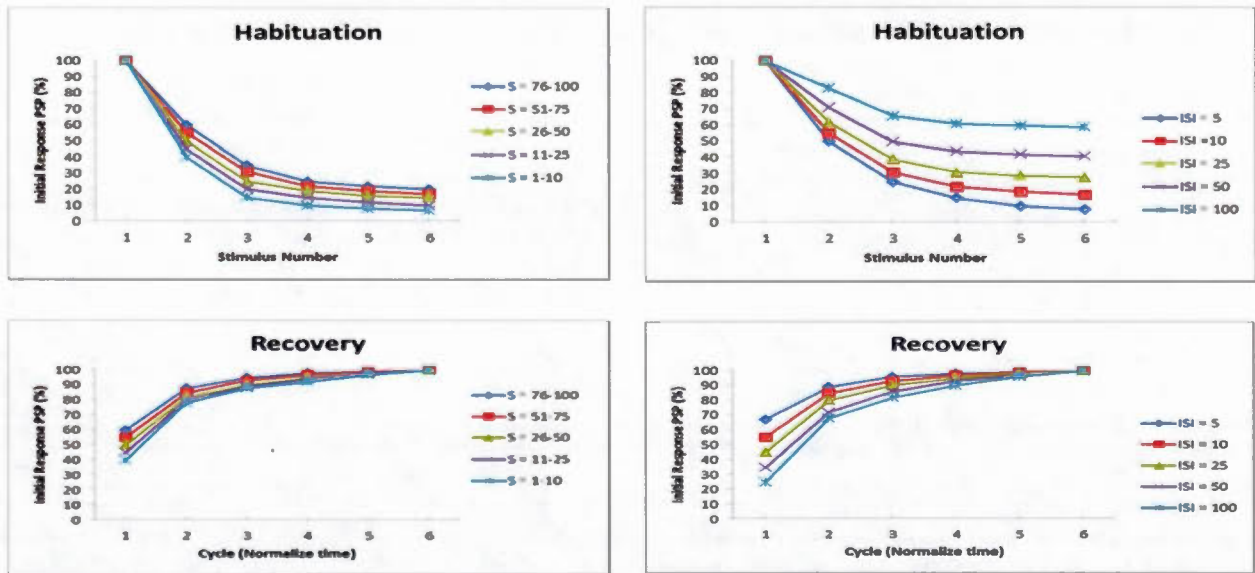 Habituation
Initial Response PSP (%)
100
90
80
70
60
50
40
30
20
10
0
1 2 3 4 5 6
Stimulus Number
S = 76-100
S = 51-75
S = 26-50
S = 11-25
S = 1-10
Habituation
Initial Response PSP (%)
100
90
80
70
60
50
40
30
20
10
0
1 2 3 4 5 6
Stimulus Number
ISI = 5
ISI =10
ISI = 25
ISI = 50
ISI = 100
Recovery
Initial Response PSP (%)
100
90
80
70
60
50
40
30
20
10
0
1 2 3 4 5 6
Cycle (Normalize time)
S = 76-100
S = 51-75
S = 26-50
S = 11-25
S = 1-10
Recovery
Initial Response PSP (%)
100
90
80
70
60
50
40
30
20
10
0
1 2 3 4 5 6
Cycle (Normalize time)
ISI = 5
ISI = 10
ISI = 25
ISI = 50
ISI = 100